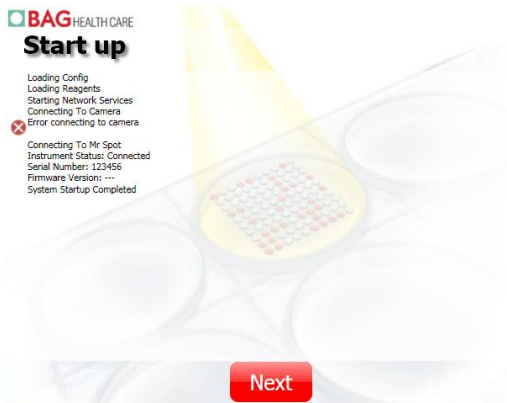 BAG HEALTH CARE
Start up
Loading Config
Loading Reagents
Starting Network Services
Connecting To Camera
Error connecting to camera
Connecting To Mr Spot
Instrument Status: Connected
Serial Number: 123456
Firmware Version: ---
System Startup Completed
Next